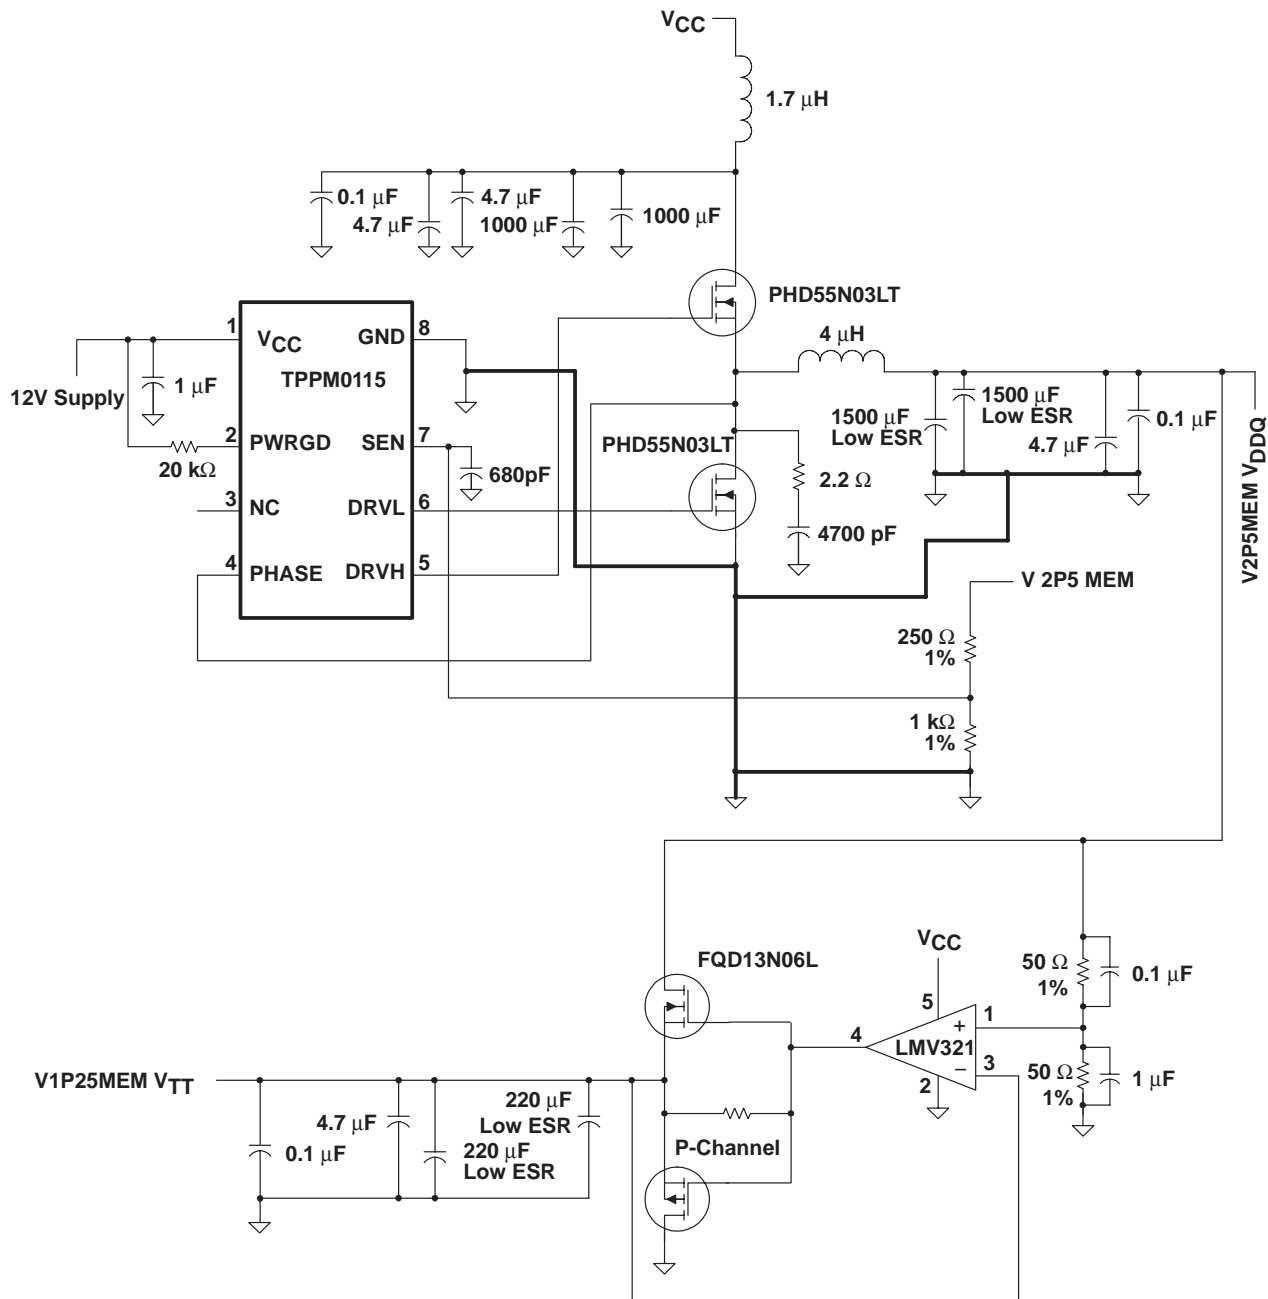 VCC
1.7 μH
0.1 μF
4.7 μF
4.7 μF
1000 μF
1000 μF
PHD55N03LT
12V Supply
1 μF
20 kΩ
1
VCC
GND
8
TPPM0115
2
PWRGD
SEN
7
3
NC
DRVL
6
4
PHASE
DRVH
5
680pF
PHD55N03LT
4 μH
1500 μF
Low ESR
1500 μF
Low ESR
4.7 μF
0.1 μF
V2P5MEM VDDQ
2.2 Ω
4700 pF
V 2P5 MEM
250 Ω
1%
1 kΩ
1%
FQD13N06L
VCC
5
4
LMV321
+
−
1
3
2
50 Ω
1%
0.1 μF
50 Ω
1%
1 μF
V1P25MEM VTT
0.1 μF
4.7 μF
220 μF
Low ESR
220 μF
Low ESR
P-Channel